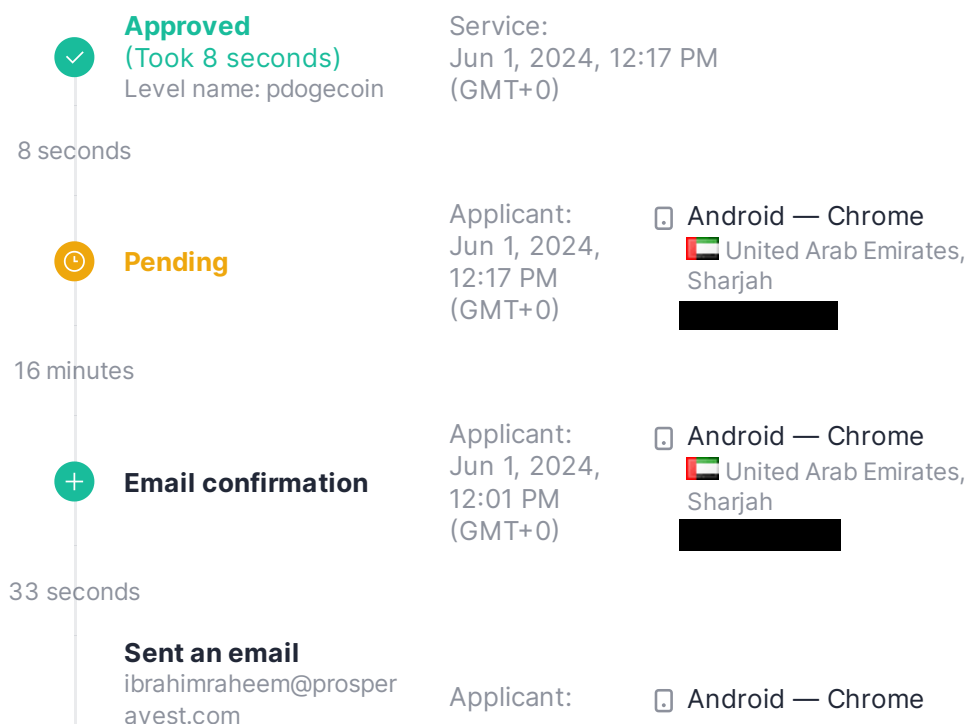 Approved
(Took 8 seconds)
Level name: pdogecoin
Service:
Jun 1, 2024, 12:17 PM
(GMT+0)
8 seconds
Pending
Applicant:
Jun 1, 2024,
12:17 PM
(GMT+0)
Android — Chrome
United Arab Emirates,
Sharjah
16 minutes
Email confirmation
Applicant:
Jun 1, 2024,
12:01 PM
(GMT+0)
Android — Chrome
United Arab Emirates,
Sharjah
33 seconds
Sent an email
ibrahimraheem@prosper
avest.com
Applicant:
Android — Chrome